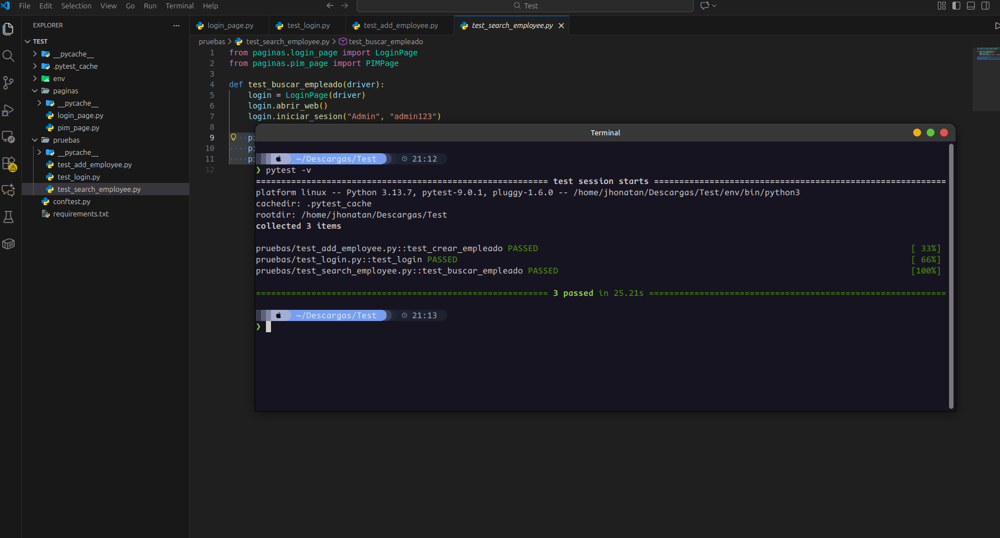 File Edit Selection View Go Run Terminal Help
Test
EXPLORER
TEST
__pycache__
.pytest_cache
env
paginas
__pycache__
login_page.py
pim_page.py
pruebas
__pycache__
test_add_employee.py
test_login.py
test_search_employee.py
conftest.py
requirements.txt
login_page.py test_login.py test_add_employee.py test_search_employee.py
pruebas > test_search_employee.py > test_buscar_empleado
1 from paginas.login_page import LoginPage
2 from paginas.pim_page import PIMPage
3
4 def test_buscar_empleado(driver):
5 login = LoginPage(driver)
6 login.abrir_web()
7 login.iniciar_sesion("Admin", "admin123")
8
9 pi
10 pi
11 pi
12
Terminal
~/Descargas/Test 21:12
❯ pytest -v
========================================================== test session starts ==========================================================
platform linux -- Python 3.13.7, pytest-9.0.1, pluggy-1.6.0 -- /home/jhonatan/Descargas/Test/env/bin/python3
cachedir: .pytest_cache
rootdir: /home/jhonatan/Descargas/Test
collected 3 items
pruebas/test_add_employee.py::test_crear_empleado PASSED [ 33%]
pruebas/test_login.py::test_login PASSED [ 66%]
pruebas/test_search_employee.py::test_buscar_empleado PASSED [100%]
========================================================== 3 passed in 25.21s ===========================================================
~/Descargas/Test 21:13
❯